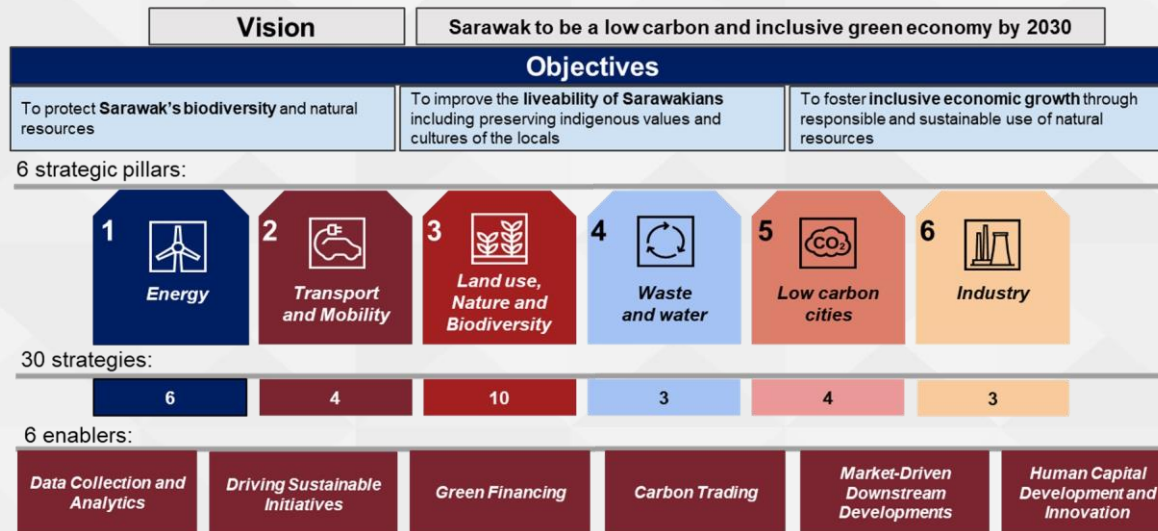 Vision
Sarawak to be a low carbon and inclusive green economy by 2030
Objectives
To protect Sarawak's biodiversity and natural
resources
To improve the liveability of Sarawakians
including preserving indigenous values and
cultures of the locals
To foster inclusive economic growth through
responsible and sustainable use of natural
resources
6 strategic pillars:
1
Energy
2
Transport
and Mobility
3
Land use,
Nature and
Biodiversity
4
Waste
and water
5
CO₂
Low carbon
cities
6
Industry
30 strategies:
6
4
10
3
4
3
6 enablers:
Data Collection and
Analytics
Driving Sustainable
Initiatives
Green Financing
Carbon Trading
Market-Driven
Downstream
Developments
Human Capital
Development and
Innovation